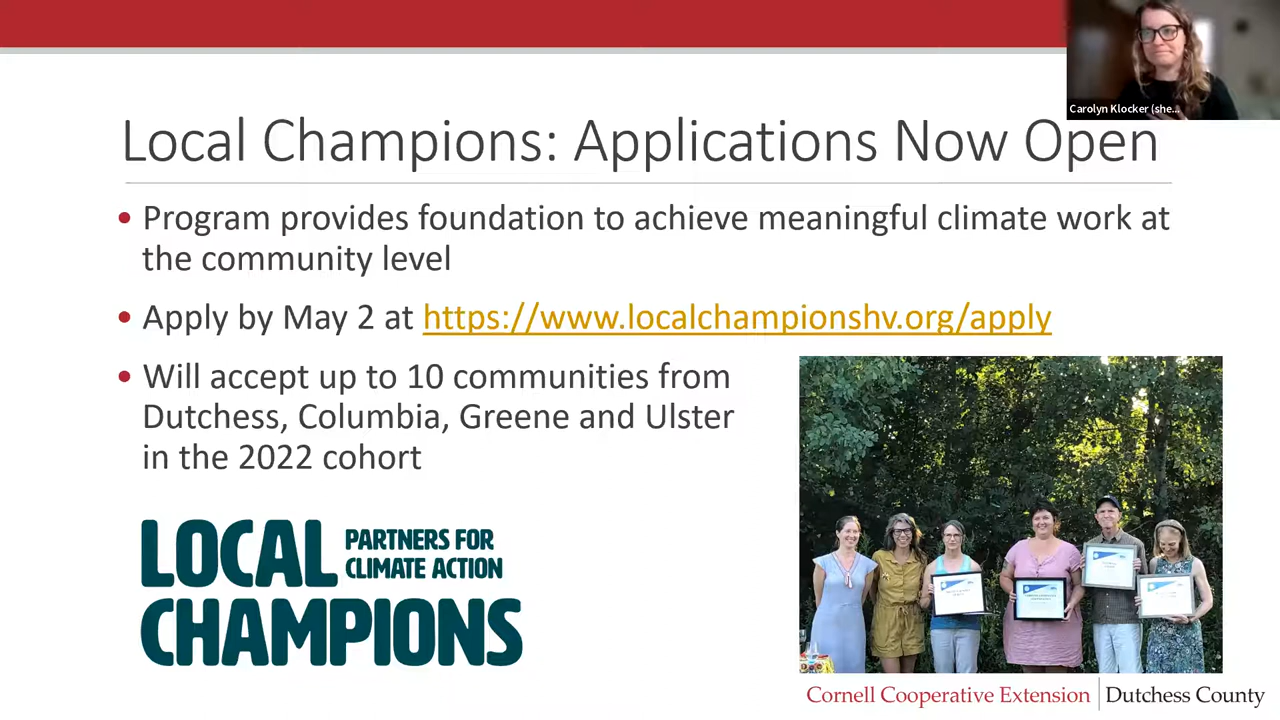 Carolyn Klocker (she...
Local Champions: Applications Now Open
• Program provides foundation to achieve meaningful climate work at
the community level
• Apply by May 2 at https://www.localchampionshv.org/apply
• Will accept up to 10 communities from
Dutchess, Columbia, Greene and Ulster
in the 2022 cohort
LOCAL PARTNERS FOR
CLIMATE ACTION
CHAMPIONS
Cornell Cooperative Extension | Dutchess County